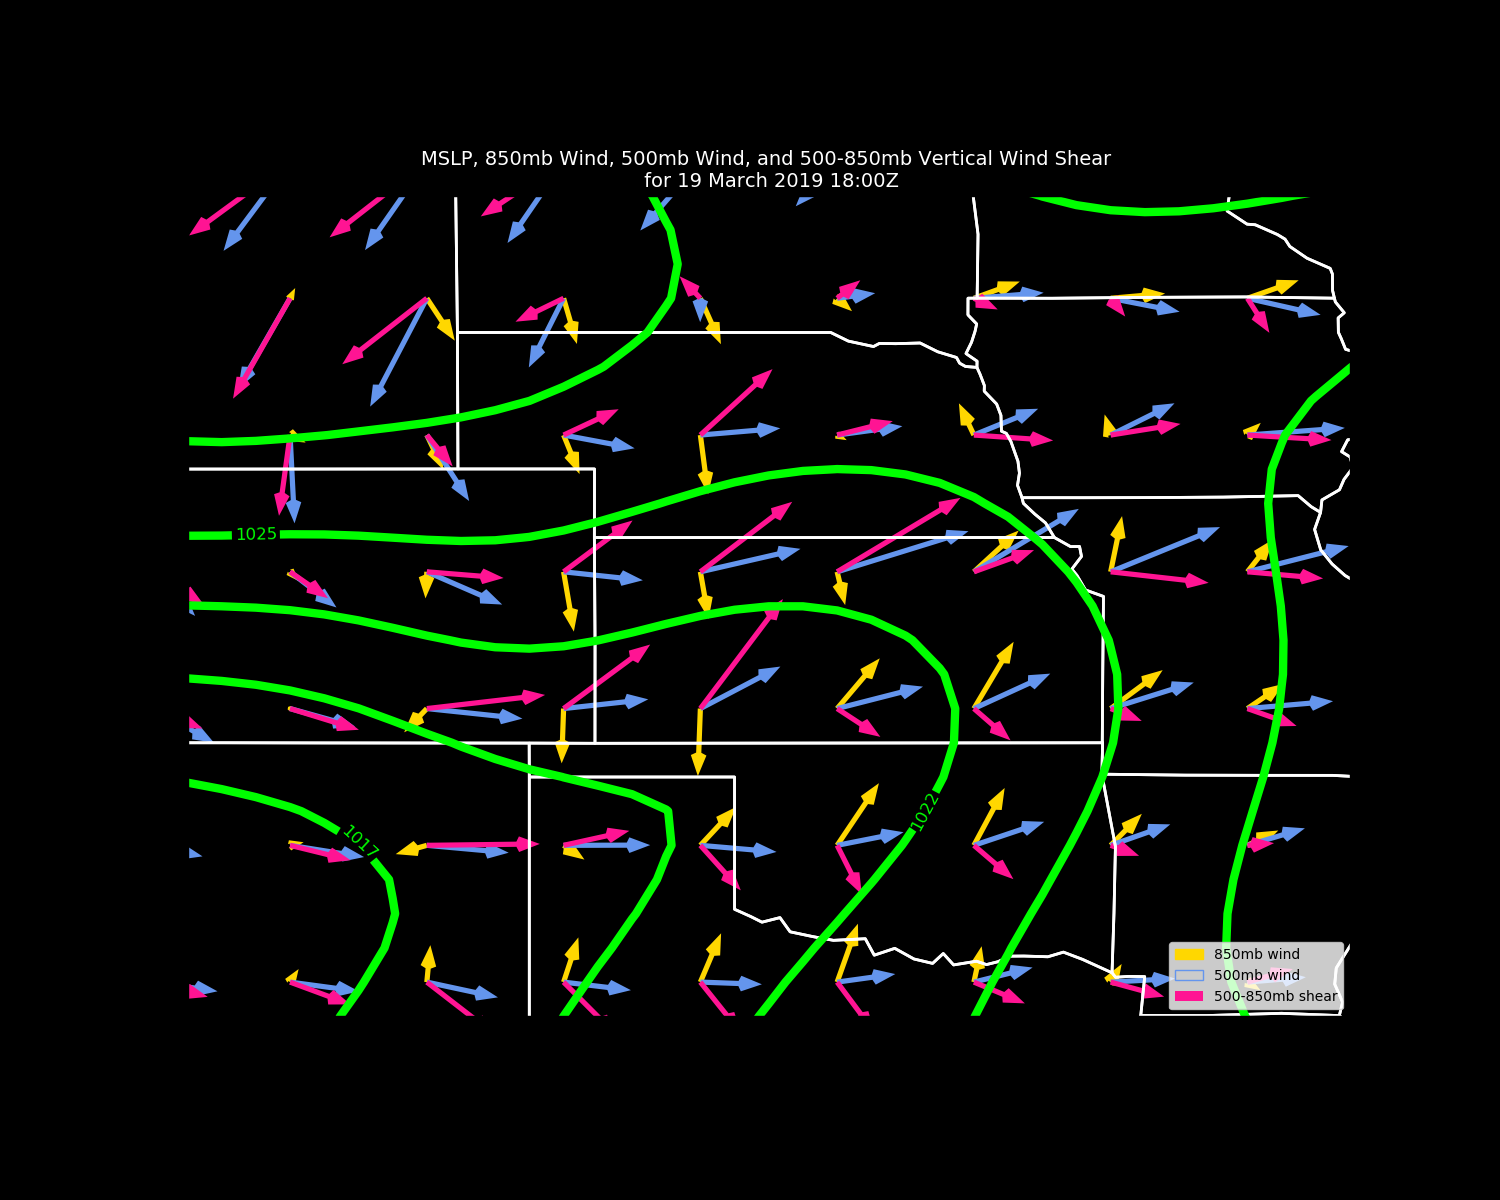 MSLP, 850mb Wind, 500mb Wind, and 500-850mb Vertical Wind Shear
for 19 March 2019 18:00Z
1025
1022
1017
850mb wind
500mb wind
500-850mb shear